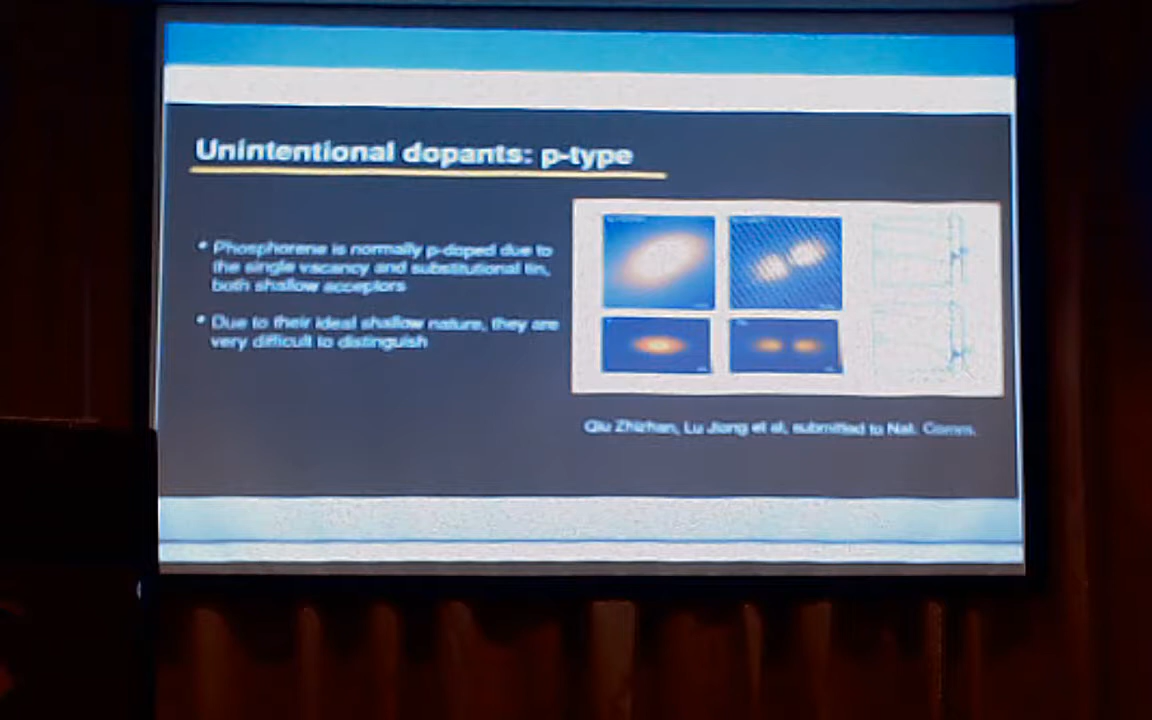 Unintentional dopants: p-type
• Phosphorene is normally p-doped due to
the single vacancy and substitutional tin,
both shallow acceptors
• Due to their ideal shallow nature, they are
very difficult to distinguish
Qiu Zhizhan, Lu Jiong et al, submitted to Nat. Comm.